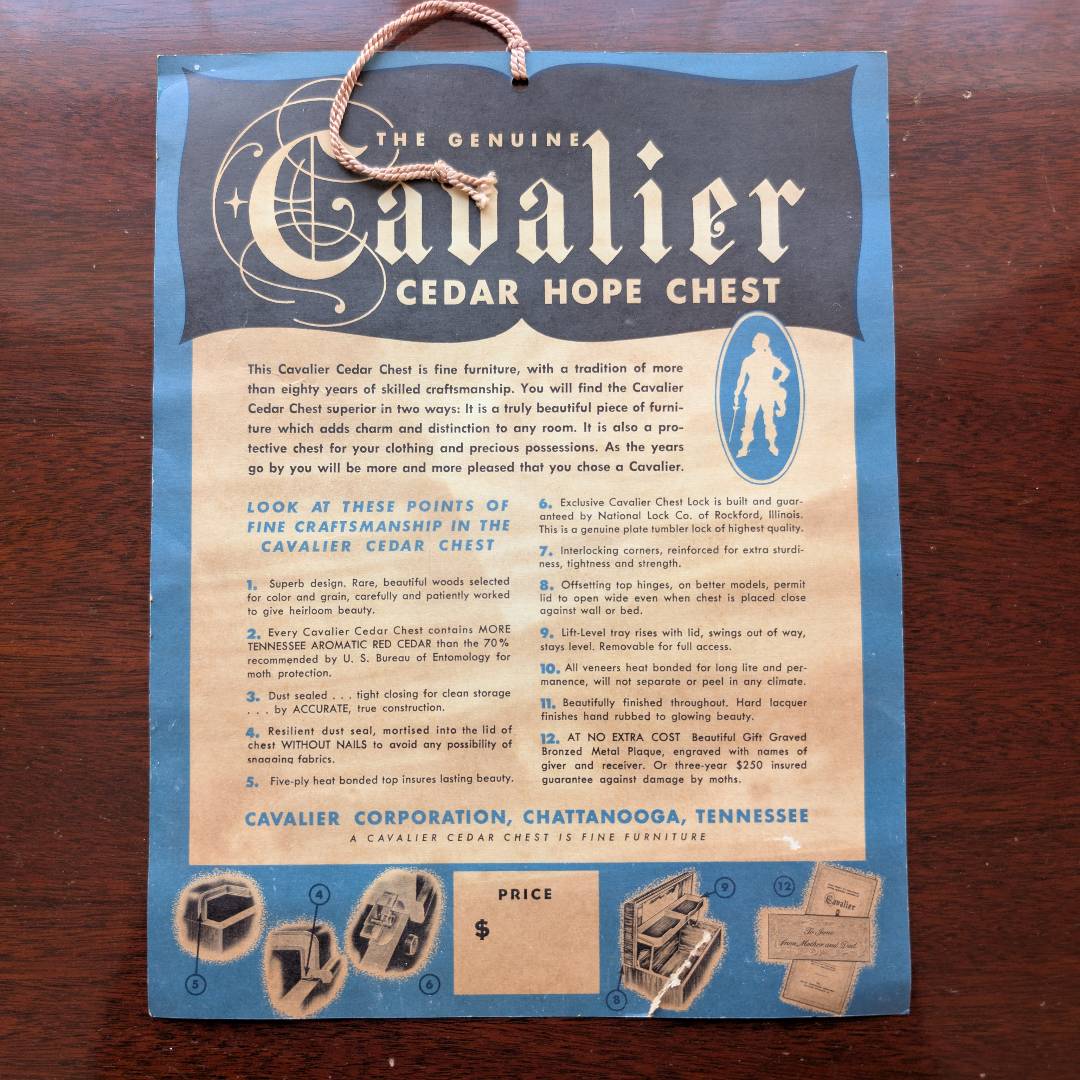 THE GENUINE
Cavalier
CEDAR HOPE CHEST
This Cavalier Cedar Chest is fine furniture, with a tradition of more
than eighty years of skilled craftsmanship. You will find the Cavalier
Cedar Chest superior in two ways: It is a truly beautiful piece of furni-
ture which adds charm and distinction to any room. It is also a pro-
tective chest for your clothing and precious possessions. As the years
go by you will be more and more pleased that you chose a Cavalier.
LOOK AT THESE POINTS OF
FINE CRAFTSMANSHIP IN THE
CAVALIER CEDAR CHEST
1. Superb design. Rare, beautiful woods selected
for color and grain, carefully and patiently worked
to give heirloom beauty.
2. Every Cavalier Cedar Chest contains MORE
TENNESSEE AROMATIC RED CEDAR than the 70%
recommended by U. S. Bureau of Entomology for
moth protection.
3. Dust sealed . . . tight closing for clean storage
. . . by ACCURATE, true construction.
4. Resilient dust seal, mortised into the lid of
chest WITHOUT NAILS to avoid any possibility of
snagging fabrics.
5. Five-ply heat bonded top insures lasting beauty.
6. Exclusive Cavalier Chest Lock is built and guar-
anteed by National Lock Co. of Rockford, Illinois.
This is a genuine plate tumbler lock of highest quality.
7. Interlocking corners, reinforced for extra sturdi-
ness, tightness and strength.
8. Offsetting top hinges, on better models, permit
lid to open wide even when chest is placed close
against wall or bed.
9. Lift-Level tray rises with lid, swings out of way,
stays level. Removable for full access.
10. All veneers heat bonded for long lite and per-
manence, will not separate or peel in any climate.
11. Beautifully finished throughout. Hard lacquer
finishes hand rubbed to glowing beauty.
12. AT NO EXTRA COST Beautiful Gift Graved
Bronzed Metal Plaque, engraved with names of
giver and receiver. Or three-year $250 insured
guarantee against damage by moths.
CAVALIER CORPORATION, CHATTANOOGA, TENNESSEE
A CAVALIER CEDAR CHEST IS FINE FURNITURE
5
4
6
PRICE
$
8
9
12
Cavalier
To Jane
from Mother and Dad